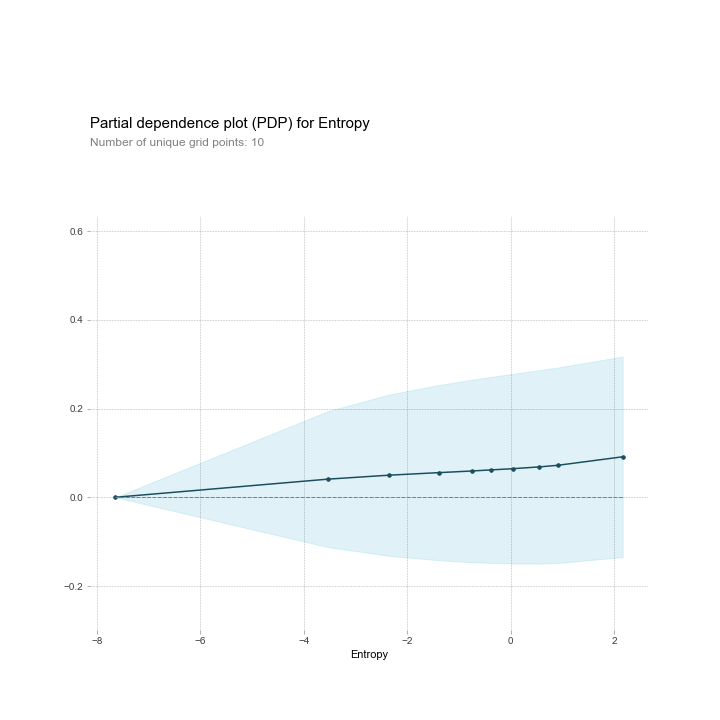 Partial dependence plot (PDP) for Entropy
Number of unique grid points: 10
0.6
0.4
0.2
0.0
−0.2
−8 −6 −4 −2 0 2
Entropy